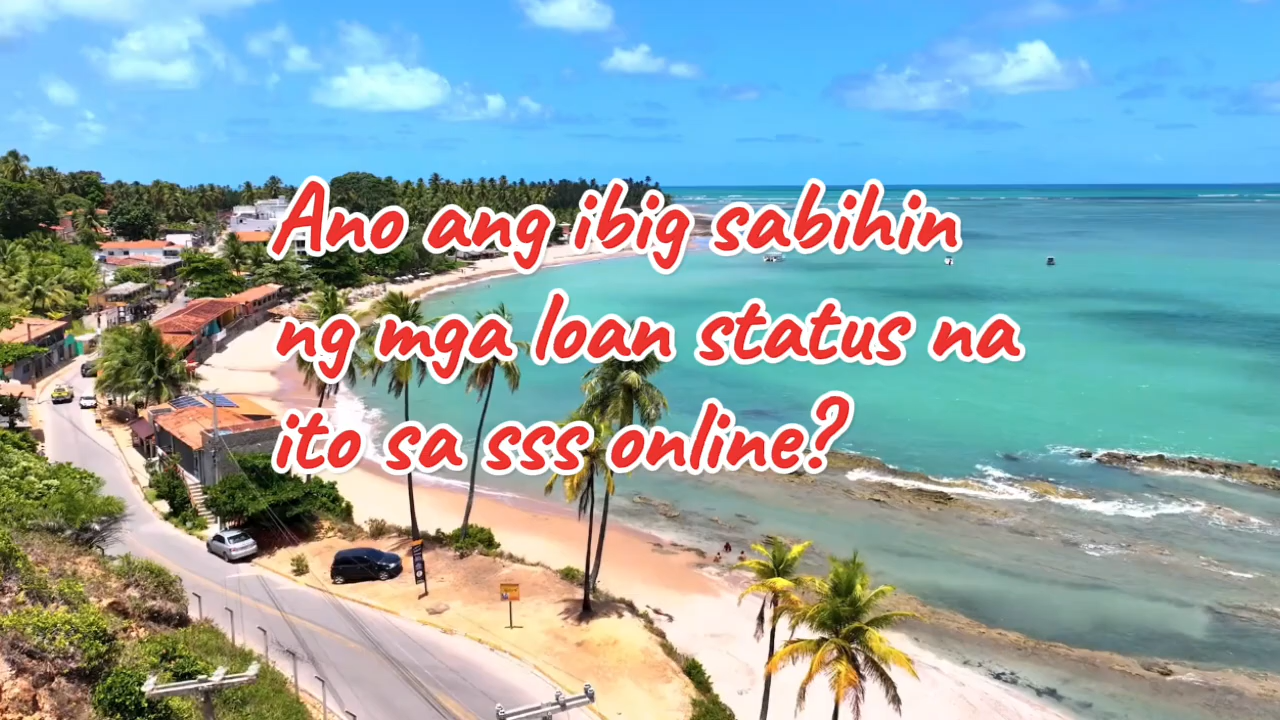 Ano ang ibig sabihin
ng mga loan status na
ito sa sss online?